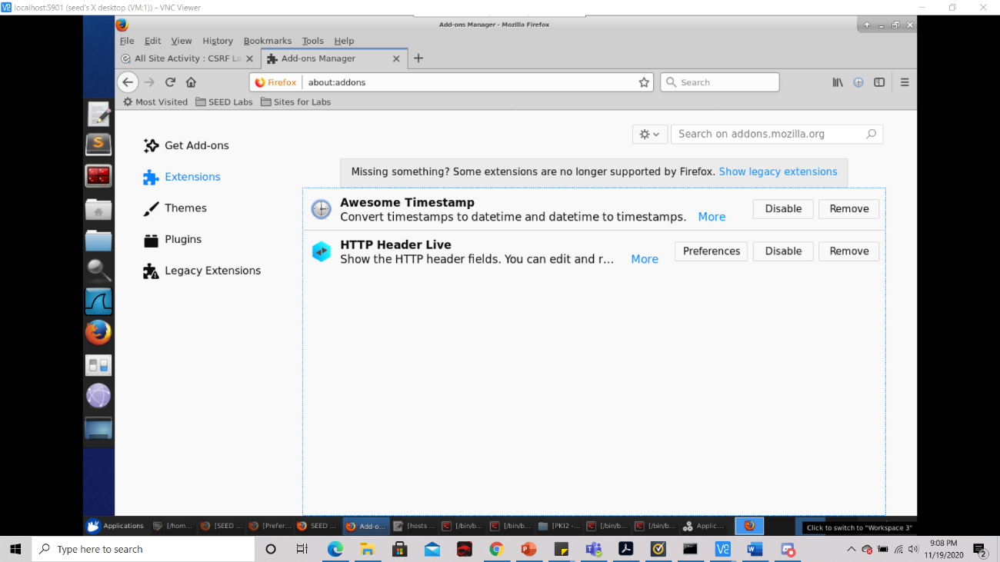 localhost:5901 (seed's X desktop (VM:1)) - VNC Viewer
Add-ons Manager - Mozilla Firefox
File Edit View History Bookmarks Tools Help
All Site Activity : CSRF La
Add-ons Manager
Firefox about:addons
Search
Most Visited SEED Labs Sites for Labs
Search on addons.mozilla.org
Get Add-ons
Extensions
Themes
Plugins
Legacy Extensions
Missing something? Some extensions are no longer supported by Firefox. Show legacy extensions
Awesome Timestamp
Convert timestamps to datetime and datetime to timestamps. More
Disable Remove
HTTP Header Live
Show the HTTP header fields. You can edit and r... More
Preferences Disable Remove
Applications [/hom... [SEED ... [Prefer... SEED ... Add-o... [hosts ... [/bin/b... [/bin/b... [PKI2 -... [/bin/b... [/bin/b... Applic...
Click to switch to "Workspace 3"
Type here to search
9:08 PM
11/19/2020
2